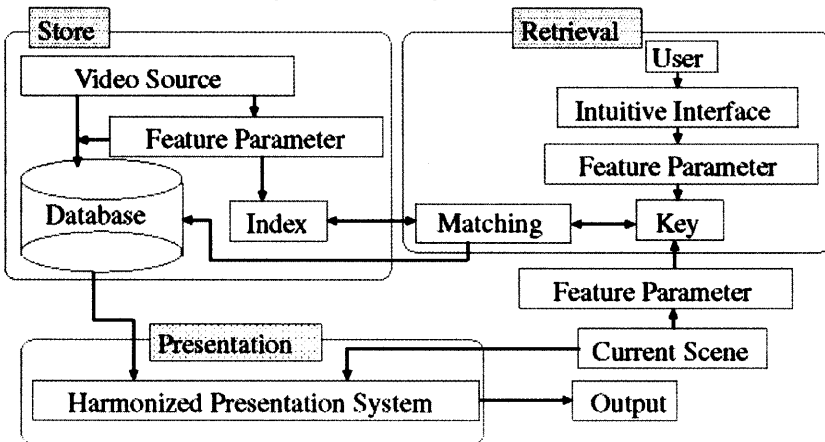 Store
Retrieval
Video Source
User
Feature Parameter
Intuitive Interface
Feature Parameter
Database
Index
Matching
Key
Feature Parameter
Presentation
Current Scene
Harmonized Presentation System
Output